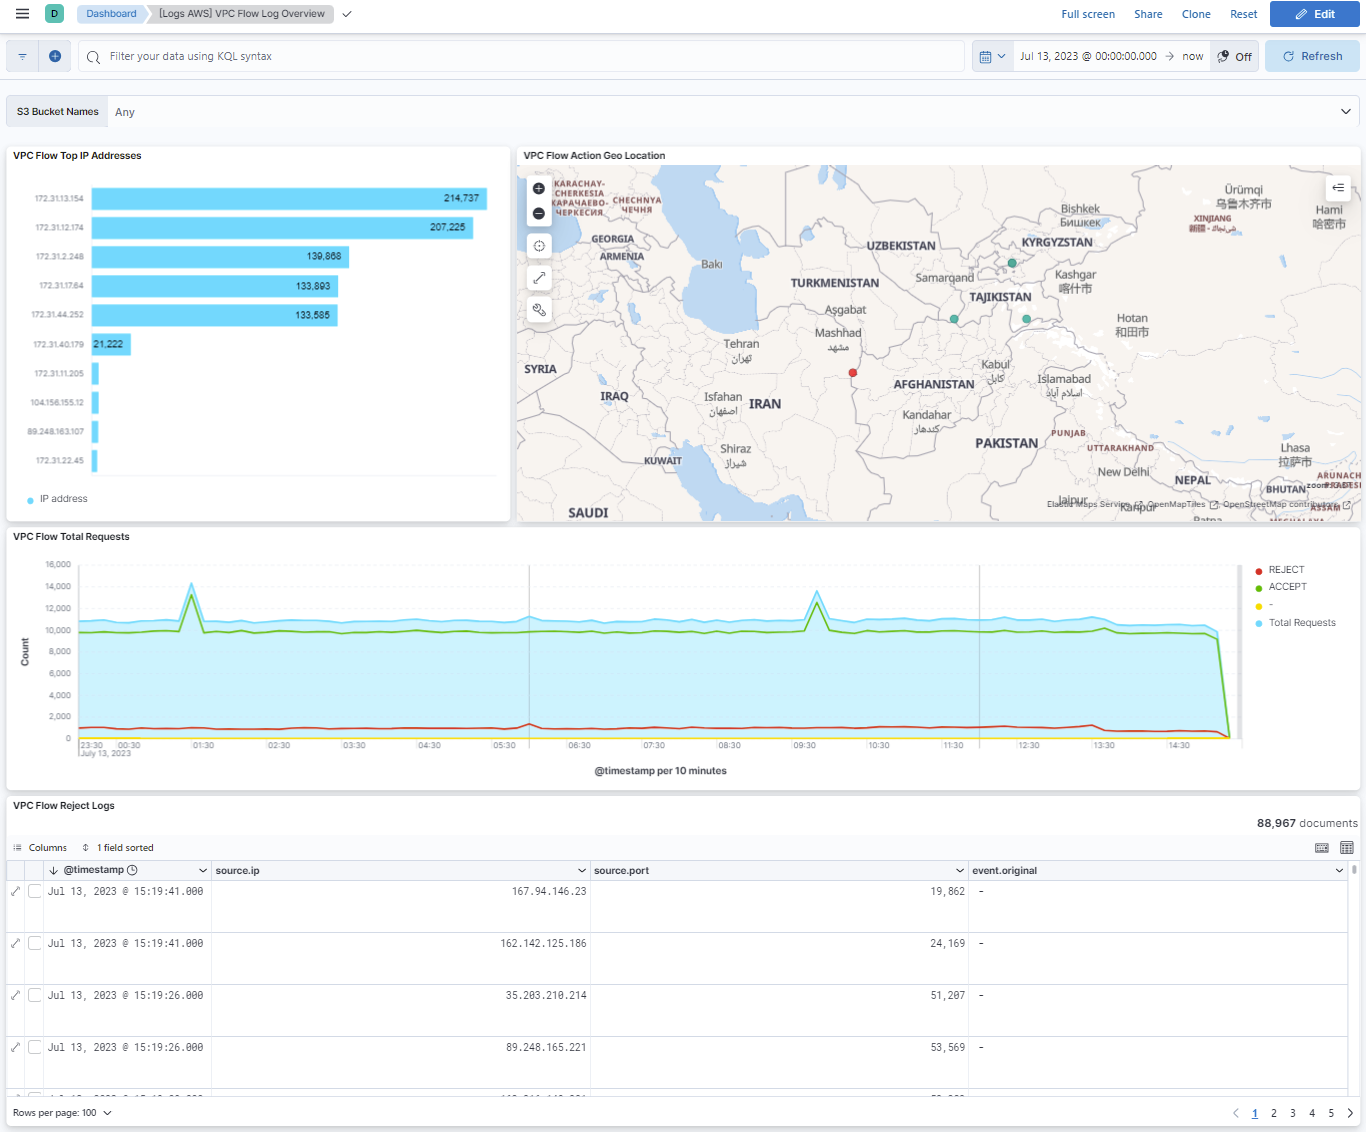 D Dashboard [Logs AWS] VPC Flow Log Overview Full screen Share Clone Reset Edit
Filter your data using KQL syntax Jul 13, 2023 @ 00:00:00.000 → now Off Refresh
S3 Bucket Names Any
VPC Flow Top IP Addresses
172.31.13.154 214,737
172.31.12.174 207,225
172.31.2.248 139,868
172.31.17.64 133,893
172.31.44.252 133,585
172.31.40.179 21,222
172.31.11.205
104.156.155.12
89.248.163.107
172.31.22.45
IP address
VPC Flow Action Geo Location
KARACHAY-
CHERKESIA
КАРАЧАЕВО-
ЧЕРКЕСИЯ
CHECHNYA
ЧЕЧНЯ
GEORGIA
ARMENIA
Bakı
UZBEKISTAN
Bishkek
Бишкек
KYRGYZSTAN
Ürümqi
乌鲁木齐市
XINJIANG
新疆
Hami
哈密市
TURKMENISTAN
Samarqand
TAJIKISTAN
Kashgar
喀什市
Aşgabat
Mashhad
مشهد
Hotan
和田市
Tehran
تهران
SYRIA
IRAQ
Isfahan
اصفهان
IRAN
AFGHANISTAN
Kabul
کابل
Islamabad
اسلام آباد
Kandahar
کندهار
PAKISTAN
PUNJAB
UTTARAKHAND
Shiraz
شیراز
KUWAIT
New Delhi
NEPAL
Lhasa
拉萨市
BHUTAN
ARUNACH
SAUDI
Jaipur
Kanpur
Patna
ASSAM
MEGHALAYA
Elastic Maps Service OpenMapTiles OpenStreetMap contributors
VPC Flow Total Requests
Count
16,000
14,000
12,000
10,000
8,000
6,000
4,000
2,000
0
23:30 00:30 01:30 02:30 03:30 04:30 05:30 06:30 07:30 08:30 09:30 10:30 11:30 12:30 13:30 14:30
July 13, 2023
@timestamp per 10 minutes
REJECT
ACCEPT
-
Total Requests
VPC Flow Reject Logs
88,967 documents
Columns 1 field sorted
@timestamp source.ip source.port event.original
Jul 13, 2023 @ 15:19:41.000 167.94.146.23 19,862 -
Jul 13, 2023 @ 15:19:41.000 162.142.125.186 24,169 -
Jul 13, 2023 @ 15:19:26.000 35.203.210.214 51,207 -
Jul 13, 2023 @ 15:19:26.000 89.248.165.221 53,569 -
Rows per page: 100 1 2 3 4 5